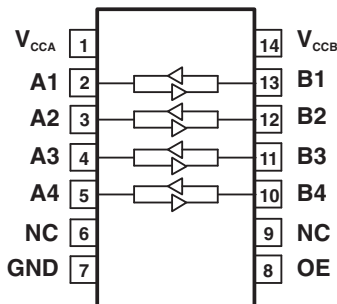 VCCA 1 14 VCCB
A1 2 13 B1
A2 3 12 B2
A3 4 11 B3
A4 5 10 B4
NC 6 9 NC
GND 7 8 OE